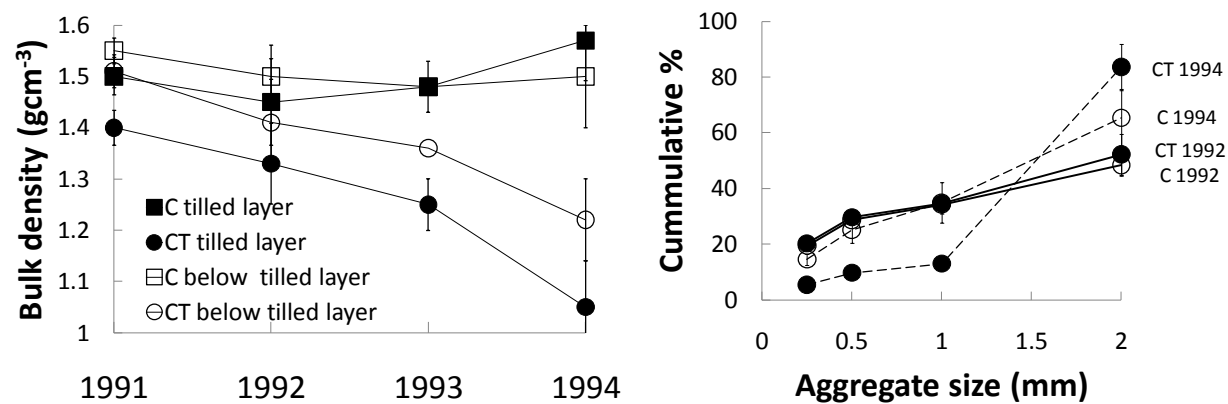 Bulk density (gcm-3)
1.6
1.5
1.4
1.3
1.2
1.1
1
C tilled layer
CT tilled layer
C below tilled layer
CT below tilled layer
1991 1992 1993 1994
Cummulative %
100
80
60
40
20
0
CT 1994
C 1994
CT 1992
C 1992
0 0.5 1 2
Aggregate size (mm)